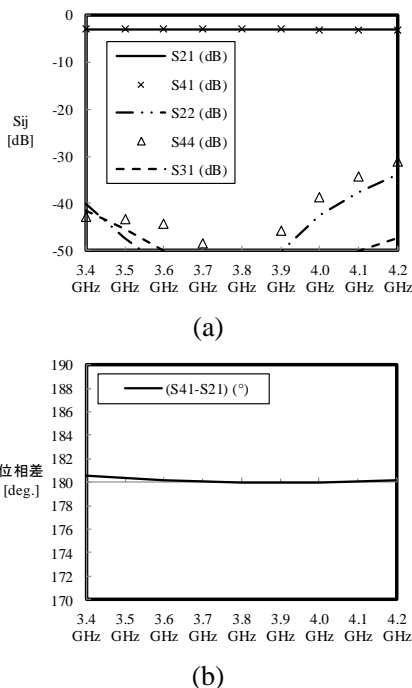 0
-10
-20
-30
-40
-50
Sij
[dB]
S21 (dB)
S41 (dB)
S22 (dB)
S44 (dB)
S31 (dB)
3.4 3.5 3.6 3.7 3.8 3.9 4.0 4.1 4.2
GHz GHz GHz GHz GHz GHz GHz GHz GHz
(a)
190
188
186
184
182
180
178
176
174
172
170
位相差
[deg.]
(S41-S21) (°)
3.4 3.5 3.6 3.7 3.8 3.9 4.0 4.1 4.2
GHz GHz GHz GHz GHz GHz GHz GHz GHz
(b)